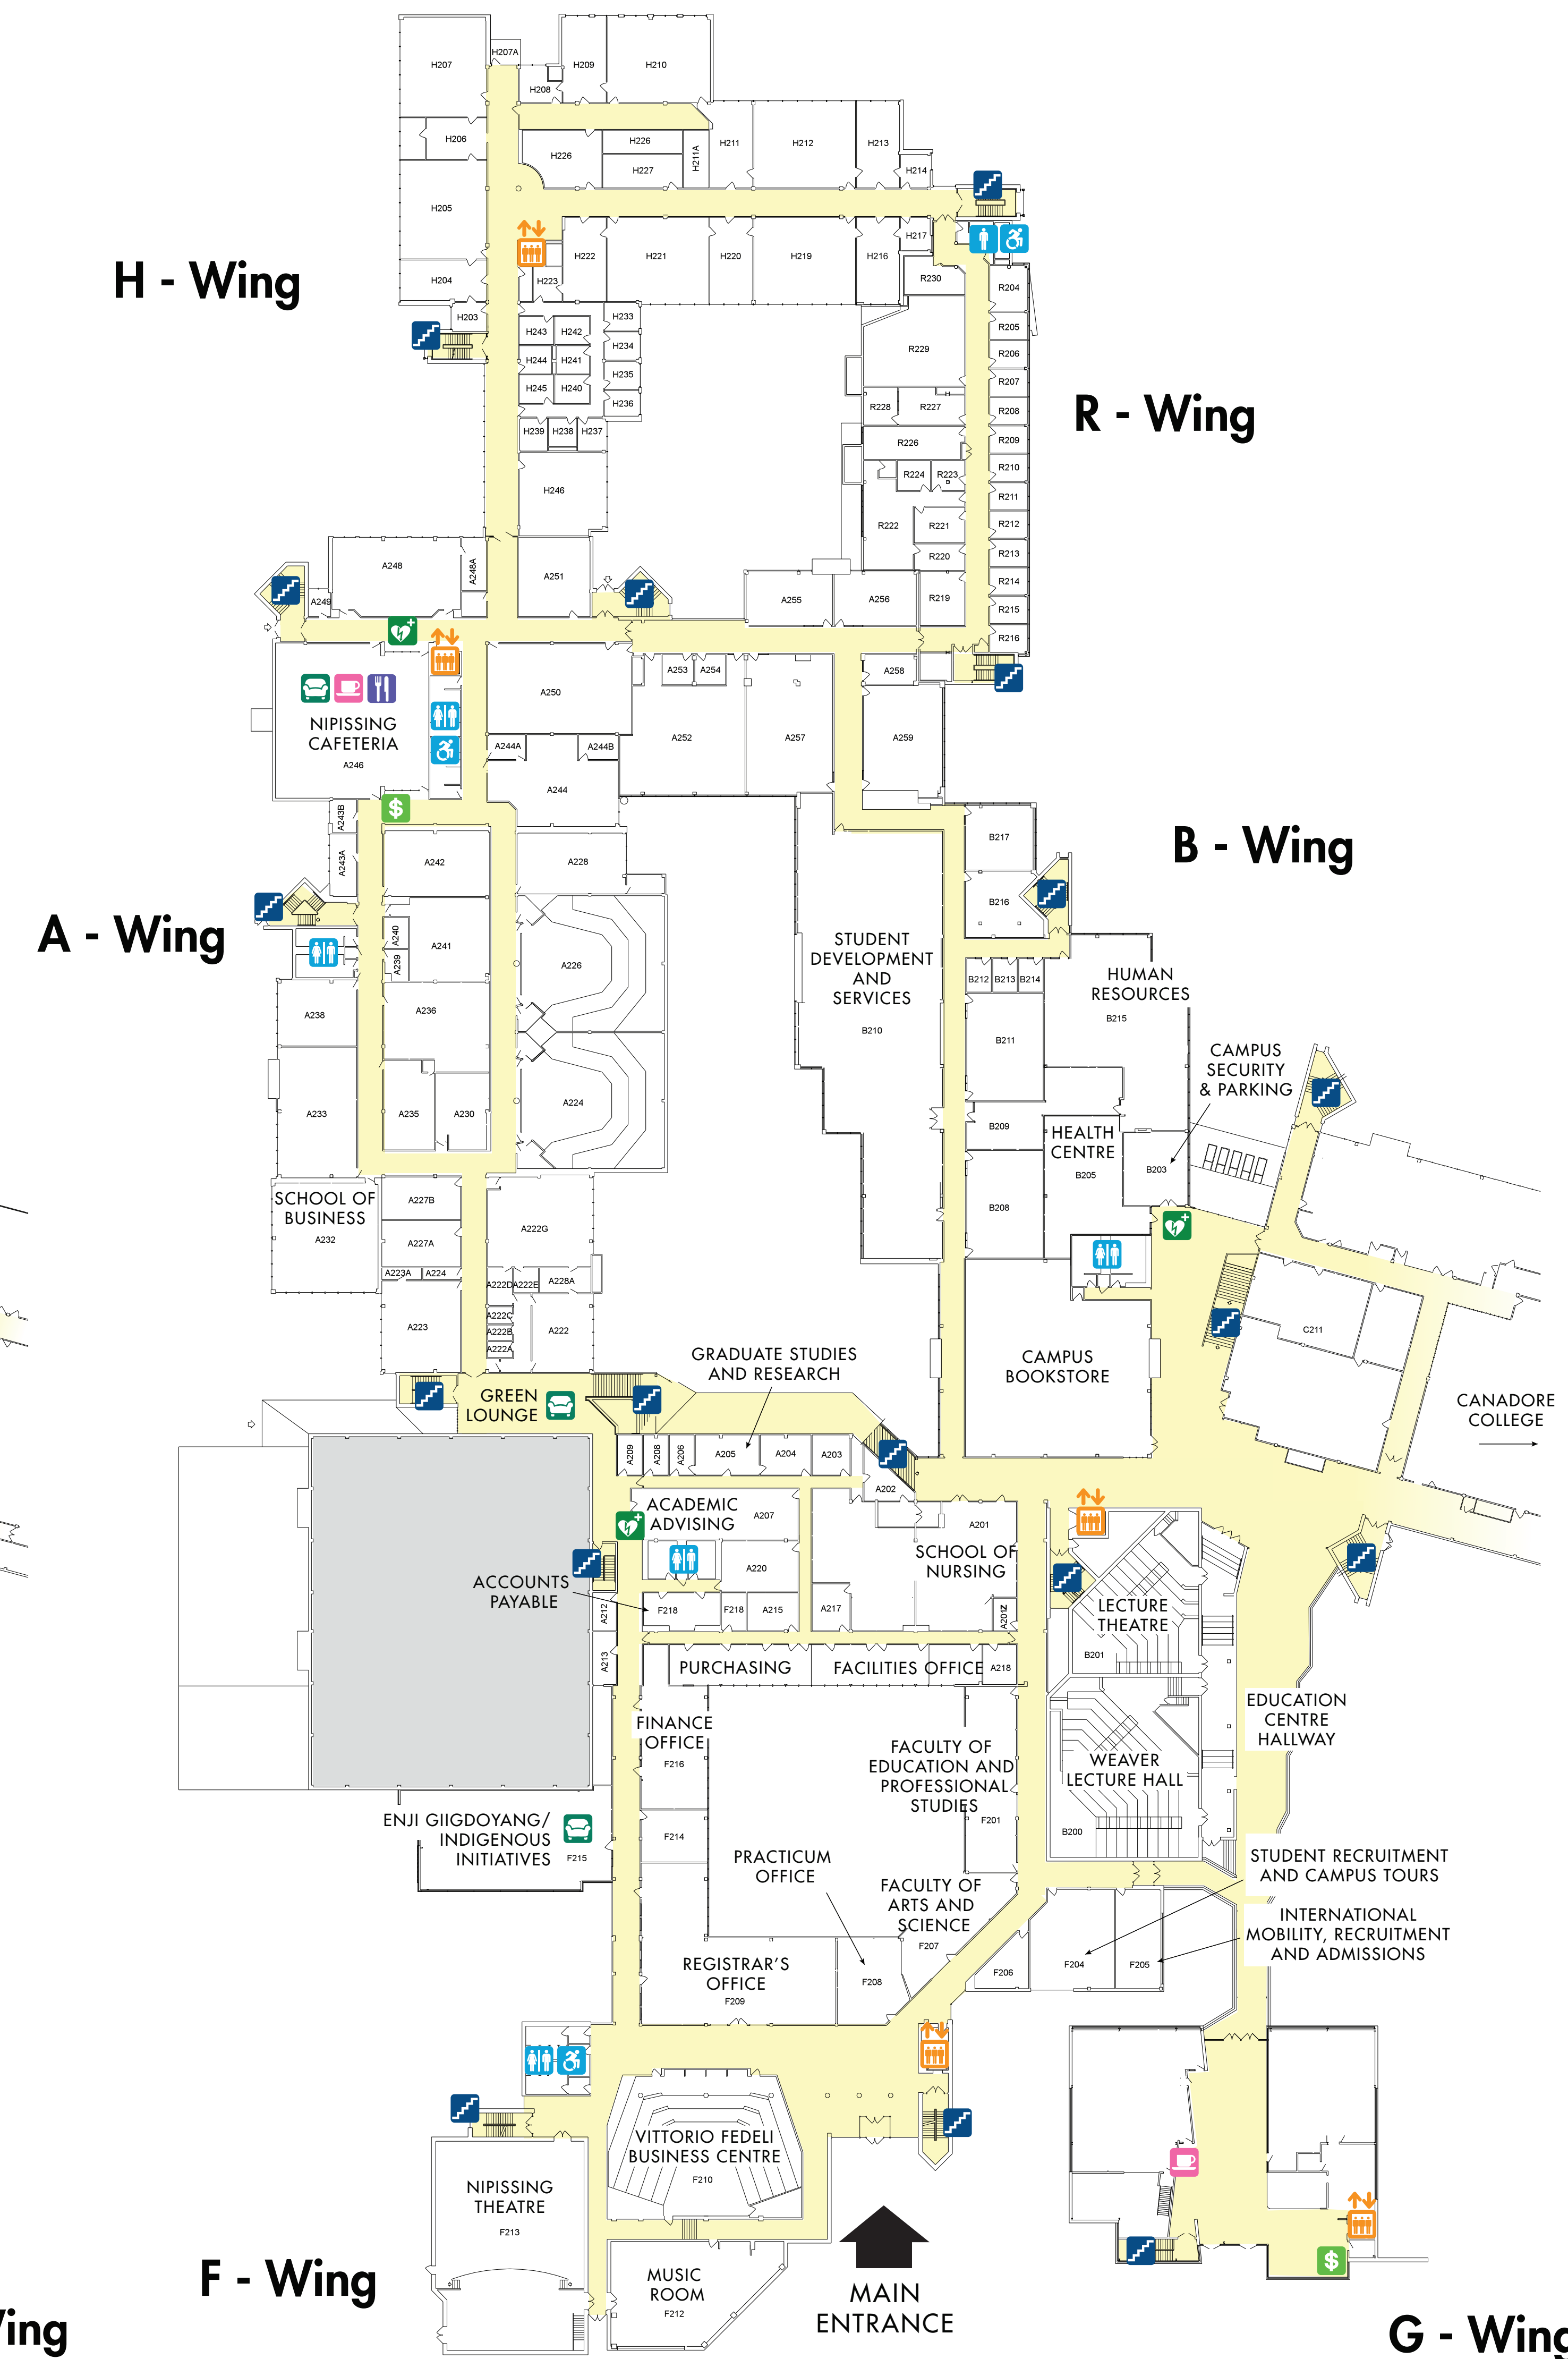 H207
H207A
H208
H209
H210
H206
H226
H226
H227
H211A
H211
H212
H213
H214
H205
H204
H203
H222
H223
H221
H220
H219
H216
H217
R230
H - Wing
H243
H242
H233
H244
H241
H234
H245
H240
H235
H236
H239
H238
H237
H246
R204
R205
R206
R207
R208
R209
R210
R211
R212
R213
R214
R215
R216
R229
R228
R227
R226
R224
R223
R222
R221
R220
R219
R - Wing
A248
A248A
A249
A251
A255
A256
A258
A253
A254
A250
A252
A257
A259
NIPISSING
CAFETERIA
A246
A244A
A244B
A244
$
A243B
A243A
A242
A228
A240
A239
A241
A226
A - Wing
A238
A236
A233
A235
A230
A224
B217
B216
B - Wing
STUDENT
DEVELOPMENT
AND
SERVICES
B210
B212
B213
B214
HUMAN
RESOURCES
B215
B211
CAMPUS
SECURITY
& PARKING
B209
HEALTH
CENTRE
B205
B203
B208
SCHOOL OF
BUSINESS
A232
A227B
A227A
A223A
A224
A223
A222G
A222D
A222E
A228A
A222C
A222B
A222A
A222
C211
CAMPUS
BOOKSTORE
CANADORE
COLLEGE
GRADUATE STUDIES
AND RESEARCH
GREEN
LOUNGE
A209
A208
A206
A205
A204
A203
A202
ACADEMIC
ADVISING
A207
A201
SCHOOL OF
NURSING
A220
ACCOUNTS
PAYABLE
A212
F218
F218
A215
A217
A201Z
LECTURE
THEATRE
B201
A213
PURCHASING
FACILITIES OFFICE
A218
FINANCE
OFFICE
F216
FACULTY OF
EDUCATION AND
PROFESSIONAL
STUDIES
F201
WEAVER
LECTURE HALL
B200
EDUCATION
CENTRE
HALLWAY
ENJI GIIGDOYANG/
INDIGENOUS
INITIATIVES
F215
F214
PRACTICUM
OFFICE
FACULTY OF
ARTS AND
SCIENCE
F207
STUDENT RECRUITMENT
AND CAMPUS TOURS
INTERNATIONAL
MOBILITY, RECRUITMENT
AND ADMISSIONS
REGISTRAR'S
OFFICE
F209
F208
F206
F204
F205
VITTORIO FEDELI
BUSINESS CENTRE
F210
NIPISSING
THEATRE
F213
MUSIC
ROOM
F212
F - Wing
MAIN
ENTRANCE
$
G - Wing